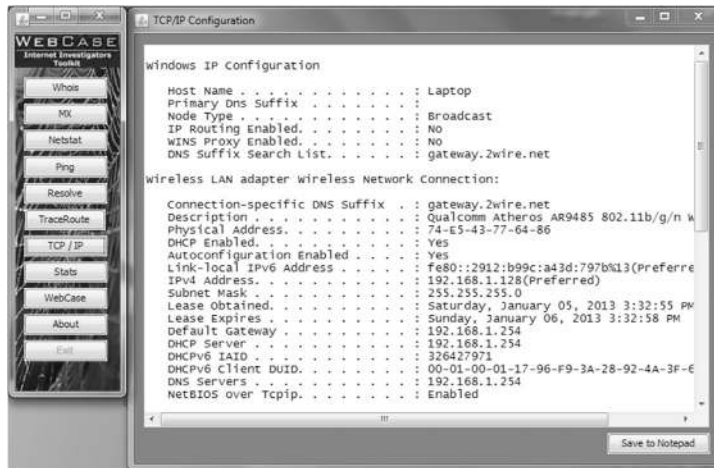 WEBCASE
Internet Investigators
Toolkit
Whois
MX
Netstat
Ping
Resolve
TraceRoute
TCP / IP
Stats
WebCase
About
Exit
TCP/IP Configuration
Windows IP Configuration
Host Name . . . . . . . . . . . . : Laptop
Primary Dns Suffix . . . . . . . :
Node Type . . . . . . . . . . . . : Broadcast
IP Routing Enabled. . . . . . . . : No
WINS Proxy Enabled. . . . . . . . : No
DNS Suffix Search List. . . . . . : gateway.2wire.net
Wireless LAN adapter Wireless Network Connection:
Connection-specific DNS Suffix . : gateway.2wire.net
Description . . . . . . . . . . . : Qualcomm Atheros AR9485 802.11b/g/n W
Physical Address. . . . . . . . . : 74-E5-43-77-64-86
DHCP Enabled. . . . . . . . . . . : Yes
Autoconfiguration Enabled . . . . : Yes
Link-local IPv6 Address . . . . . : fe80::2912:b99c:a43d:797b%13(Preferre
IPv4 Address. . . . . . . . . . . : 192.168.1.128(Preferred)
Subnet Mask . . . . . . . . . . . : 255.255.255.0
Lease Obtained. . . . . . . . . . : Saturday, January 05, 2013 3:32:55 PM
Lease Expires . . . . . . . . . . : Sunday, January 06, 2013 3:32:58 PM
Default Gateway . . . . . . . . . : 192.168.1.254
DHCP Server . . . . . . . . . . . : 192.168.1.254
DHCPv6 IAID . . . . . . . . . . . : 326427971
DHCPv6 Client DUID. . . . . . . . : 00-01-00-01-17-96-F9-3A-28-92-4A-3F-6
DNS Servers . . . . . . . . . . . : 192.168.1.254
NetBIOS over Tcpip. . . . . . . . : Enabled
Save to Notepad